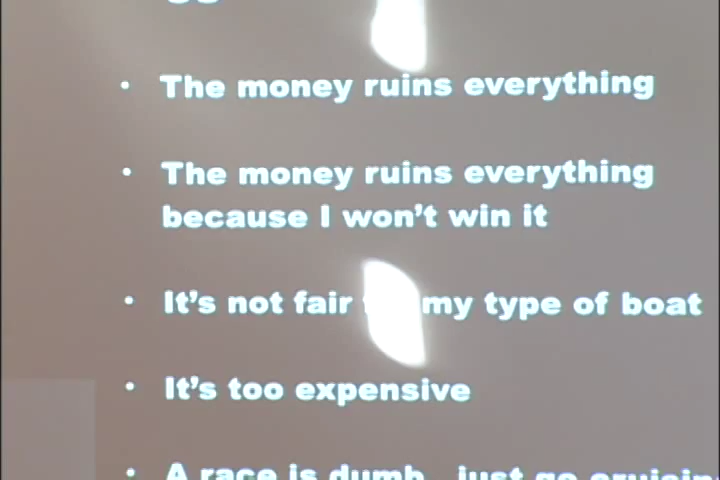 • The money ruins everything
• The money ruins everything
because I won't win it
• It's not fair my type of boat
• It's too expensive
• A race is dumb just go